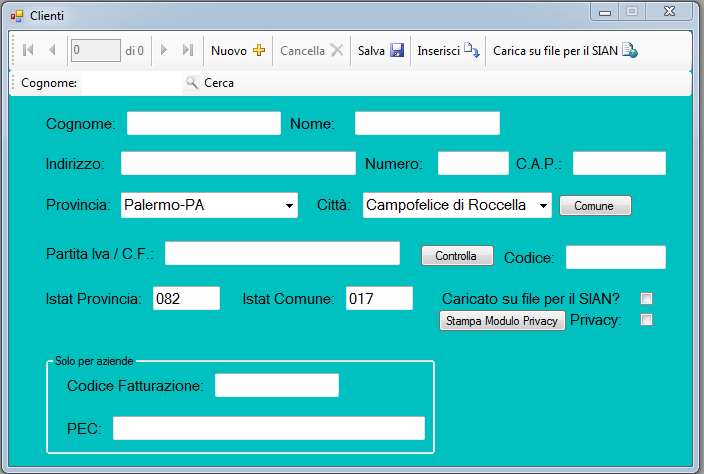 Clienti
0 di 0 Nuovo Cancella Salva Inserisci Carica su file per il SIAN
Cognome: Cerca
Cognome: Nome:
Indirizzo: Numero: C.A.P.:
Provincia: Palermo-PA Città: Campofelice di Roccella Comune
Partita Iva / C.F.: Controlla Codice:
Istat Provincia: 082 Istat Comune: 017 Caricato su file per il SIAN?
Stampa Modulo Privacy Privacy:
Solo per aziende
Codice Fatturazione:
PEC: